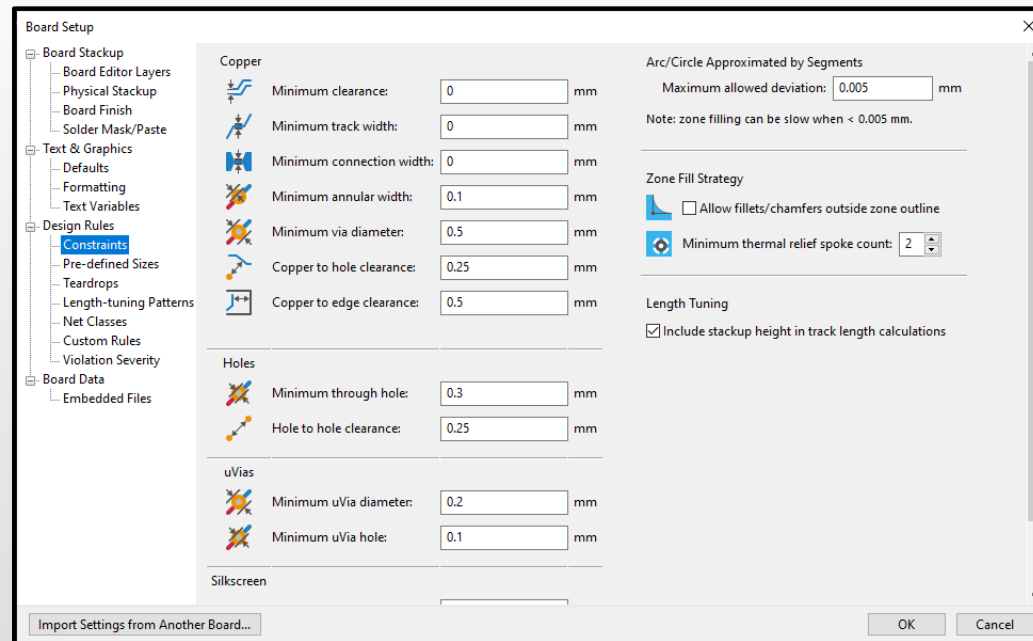 Board Setup
Board Stackup
Board Editor Layers
Physical Stackup
Board Finish
Solder Mask/Paste
Text & Graphics
Defaults
Formatting
Text Variables
Design Rules
Constraints
Pre-defined Sizes
Teardrops
Length-tuning Patterns
Net Classes
Custom Rules
Violation Severity
Board Data
Embedded Files
Copper
Minimum clearance: 0 mm
Minimum track width: 0 mm
Minimum connection width: 0 mm
Minimum annular width: 0.1 mm
Minimum via diameter: 0.5 mm
Copper to hole clearance: 0.25 mm
Copper to edge clearance: 0.5 mm
Holes
Minimum through hole: 0.3 mm
Hole to hole clearance: 0.25 mm
uVias
Minimum uVia diameter: 0.2 mm
Minimum uVia hole: 0.1 mm
Silkscreen
Arc/Circle Approximated by Segments
Maximum allowed deviation: 0.005 mm
Note: zone filling can be slow when < 0.005 mm.
Zone Fill Strategy
Allow fillets/chamfers outside zone outline
Minimum thermal relief spoke count: 2
Length Tuning
Include stackup height in track length calculations
Import Settings from Another Board...
OK
Cancel